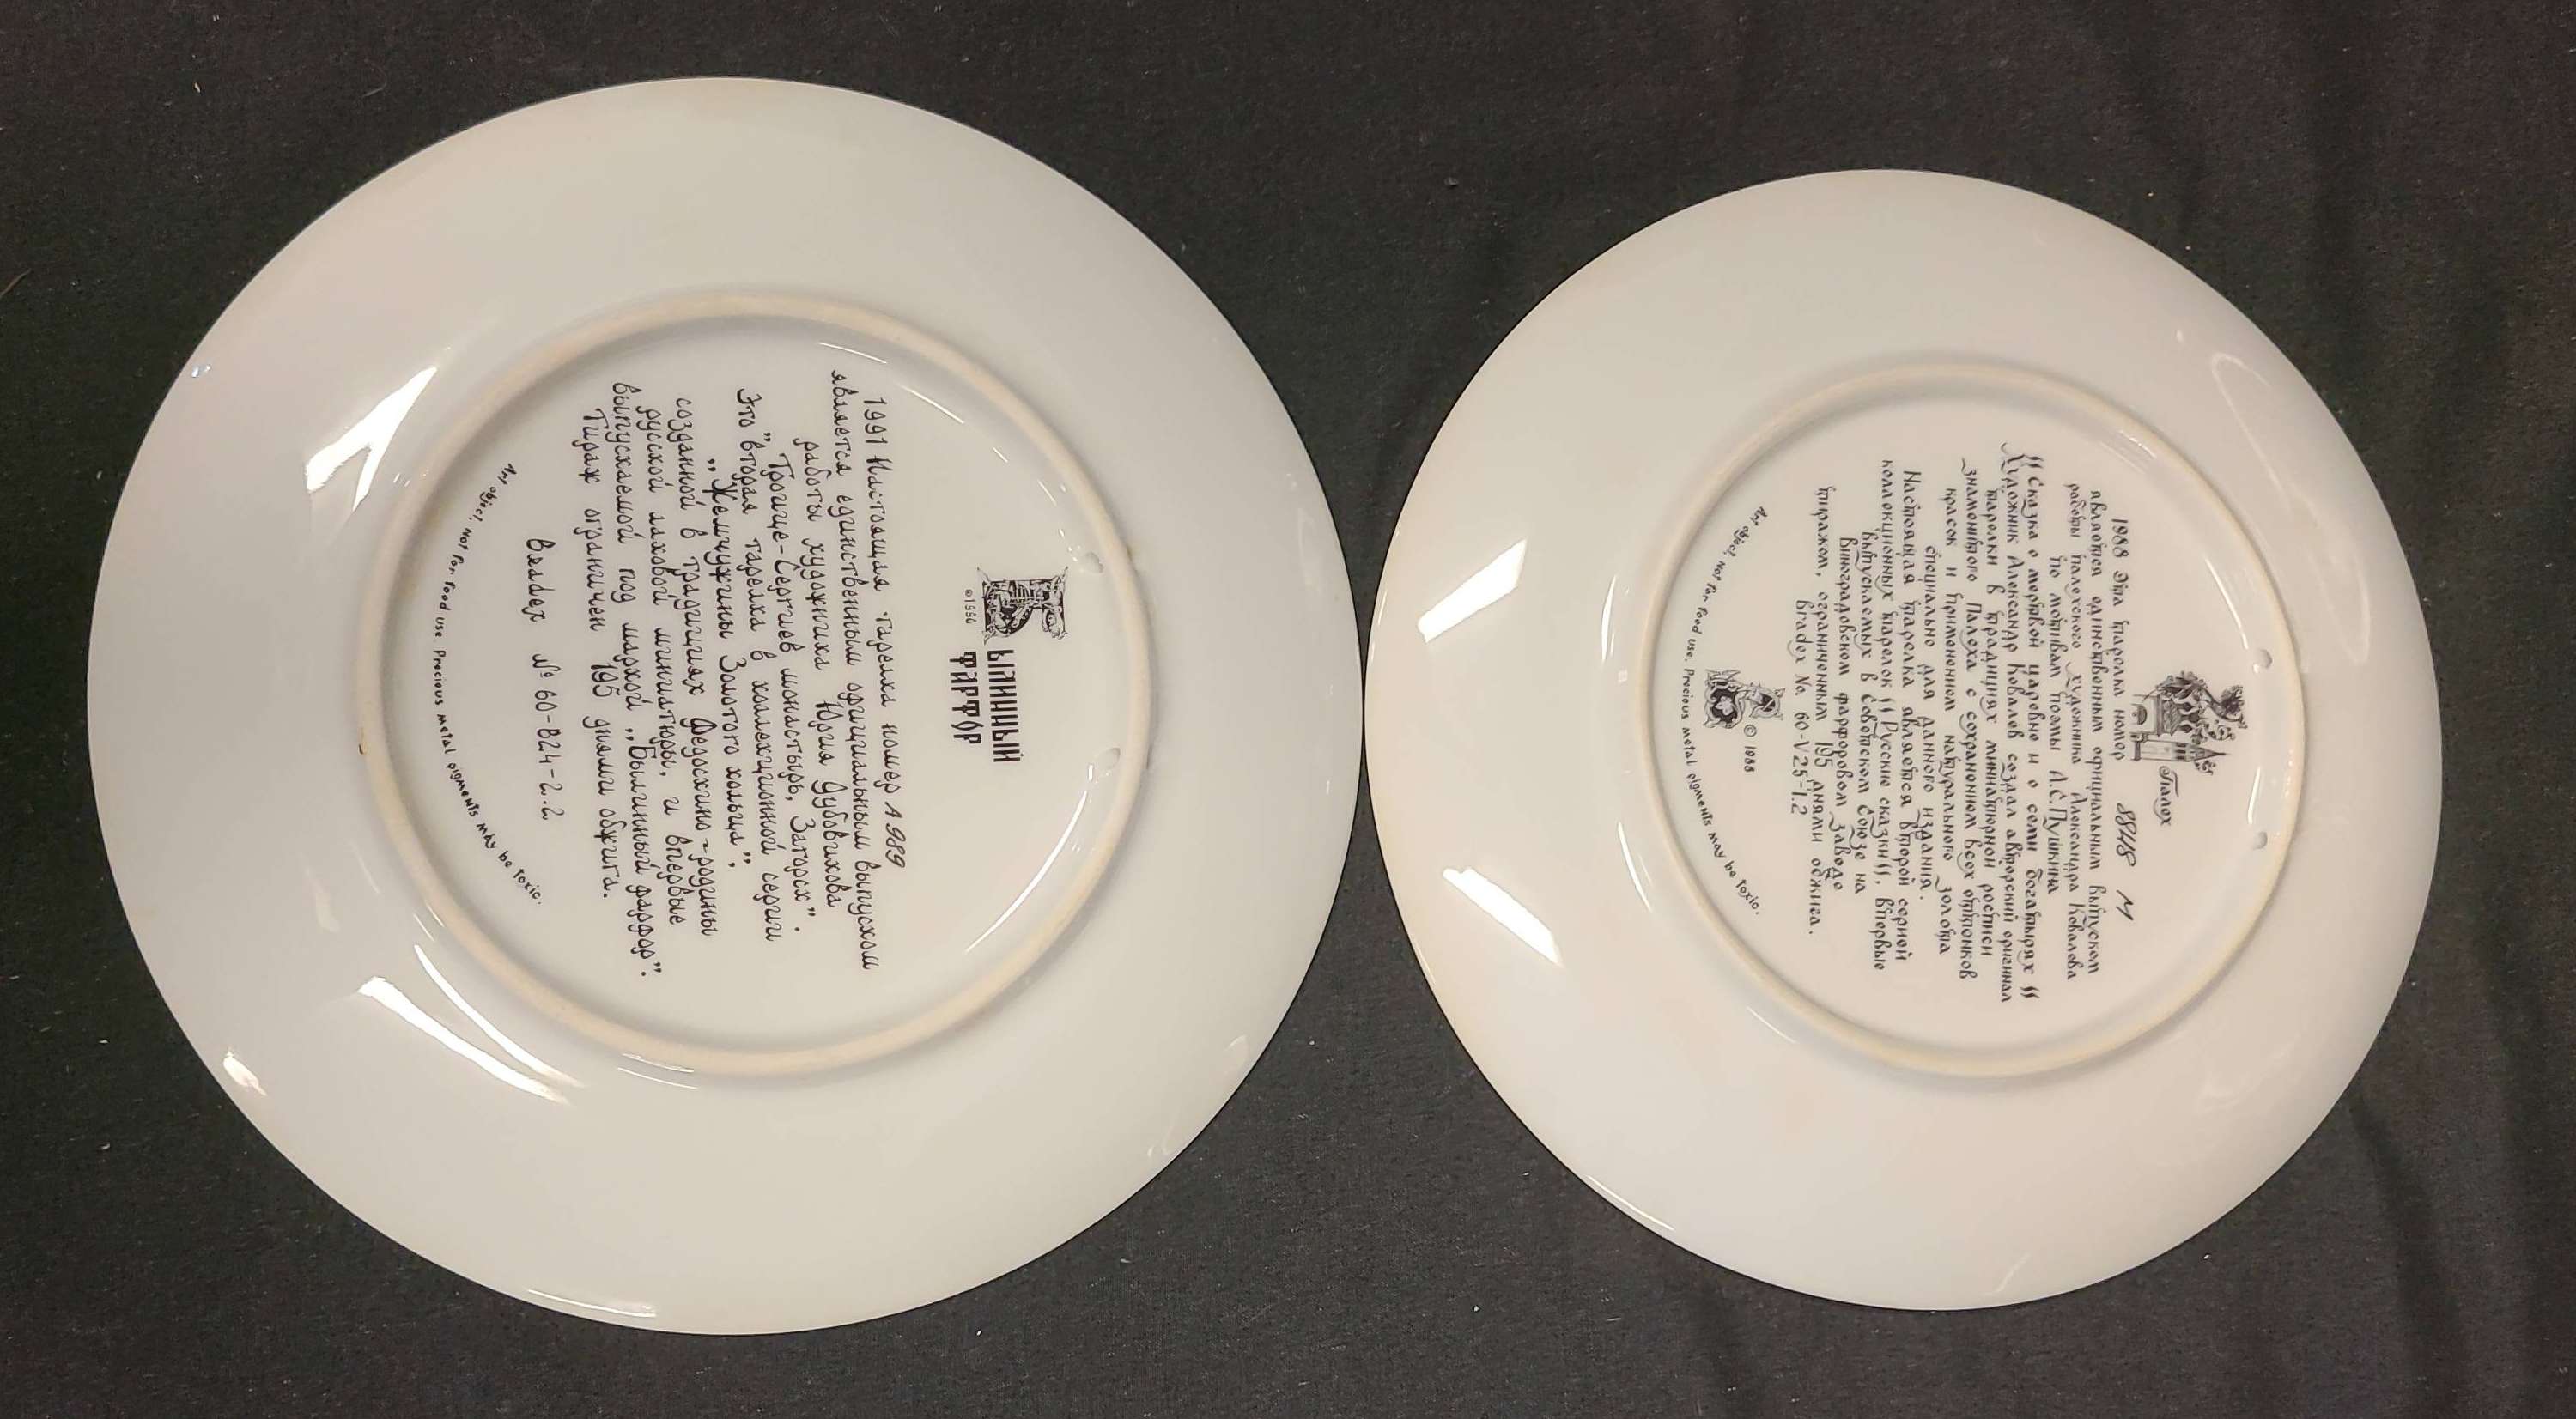 БЫЛИННЫЙ
ФАРФОР
©1990
1991 Настоящая тарелка номер А 989
является единственным официальным выпуском
работы художника Юрия Дубовикова
"Троице-Сергиев монастырь, Загорск".
Это вторая тарелка в коллекционной серии
„Жемчужины Золотого кольца",
созданной в традициях Федоскино - родины
русской лаковой миниатюры, и впервые
выпускаемой под маркой „Былинный фарфор".
Тираж ограничен 195 днями обжига.
Bradex № 60-B24-2.2
Art object. Not for food use. Precious metal pigments may be toxic.
Палех
1988 Эта тарелка номер 8848 M
является единственным официальным выпуском
работы палехского художника Александра Ковалева
по мотивам поэмы А.С.Пушкина
"Сказка о мертвой царевне и о семи богатырях"
Художник Александр Ковалев создал авторский оригинал
тарелки в традициях миниатюрной росписи
знаменитого Палеха с сохранением всех оттенков
красок и применением натурального золота
специально для данного издания.
Настоящая тарелка является второй серией
коллекционных тарелок "Русские сказки", впервые
выпускаемых в Советском Союзе на
Виноградовском фарфоровом заводе
тиражом, ограниченным 195 днями обжига.
Bradex No. 60-V25-1.2
© 1988
Art object. Not for food use. Precious metal pigments may be toxic.